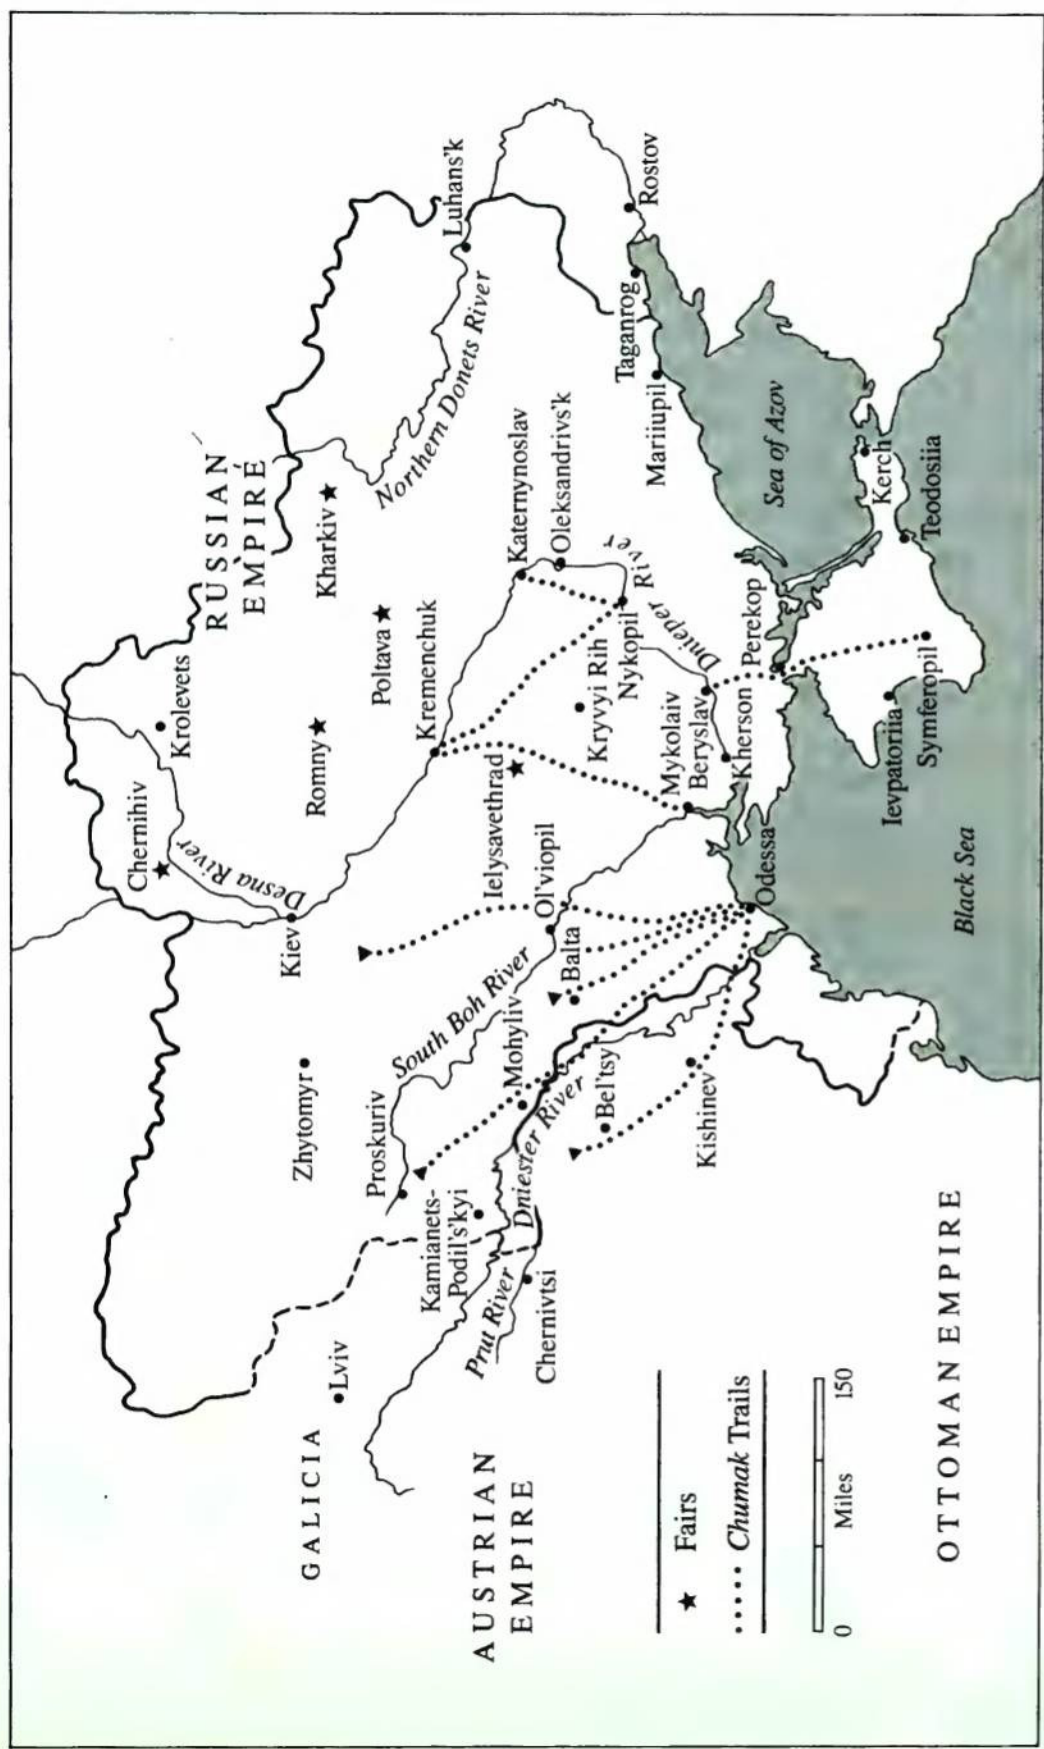 RUSSIAN
EMPIRE
GALICIA
AUSTRIAN
EMPIRE
OTTOMAN EMPIRE
Chernihiv
Krolevets
Desna River
Kiev
Romny
Kharkiv
Zhytomyr
Lviv
Poltava
Kremenchuk
Luhans'k
Northern Donets River
Proskuriv
South Boh River
Kamianets-
Podil's'kyi
Mohyliv
Ielysavethrad
Ol'viopil
Katernynoslav
Oleksandrivs'k
Prut River
Dniester River
Chernivtsi
Balta
Bel'tsy
Kryvyi Rih
Nykopil
Dnieper River
Taganrog
Rostov
Mariiupil
Kishinev
Mykolaiv
Beryslav
Kherson
Perekop
Odessa
Sea of Azov
Kerch
Teodosiia
Ievpatoriia
Symferopil
Black Sea
Fairs
Chumak Trails
0 Miles 150